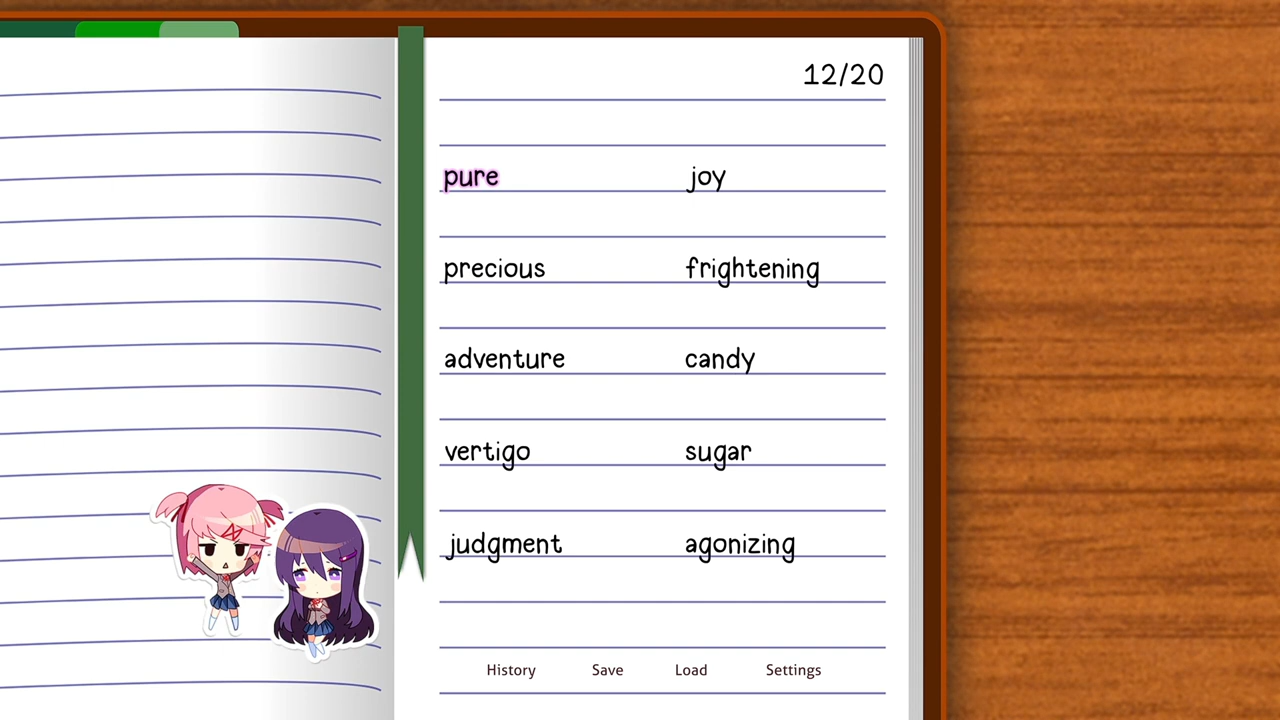 12/20
pure joy
precious frightening
adventure candy
vertigo sugar
judgment agonizing
History Save Load Settings